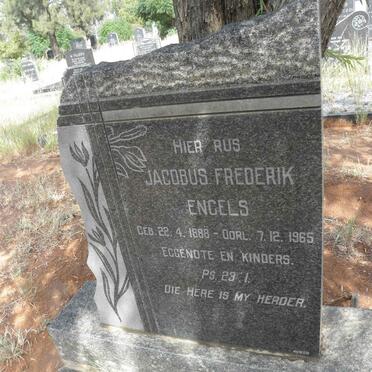 HIER RUS
JACOBUS FREDERIK
ENGELS
GEB. 22.4.1888 - OORL. 7.12.1965
EGGENOTE EN KINDERS.
PS. 23:1.
DIE HERE IS MY HERDER.